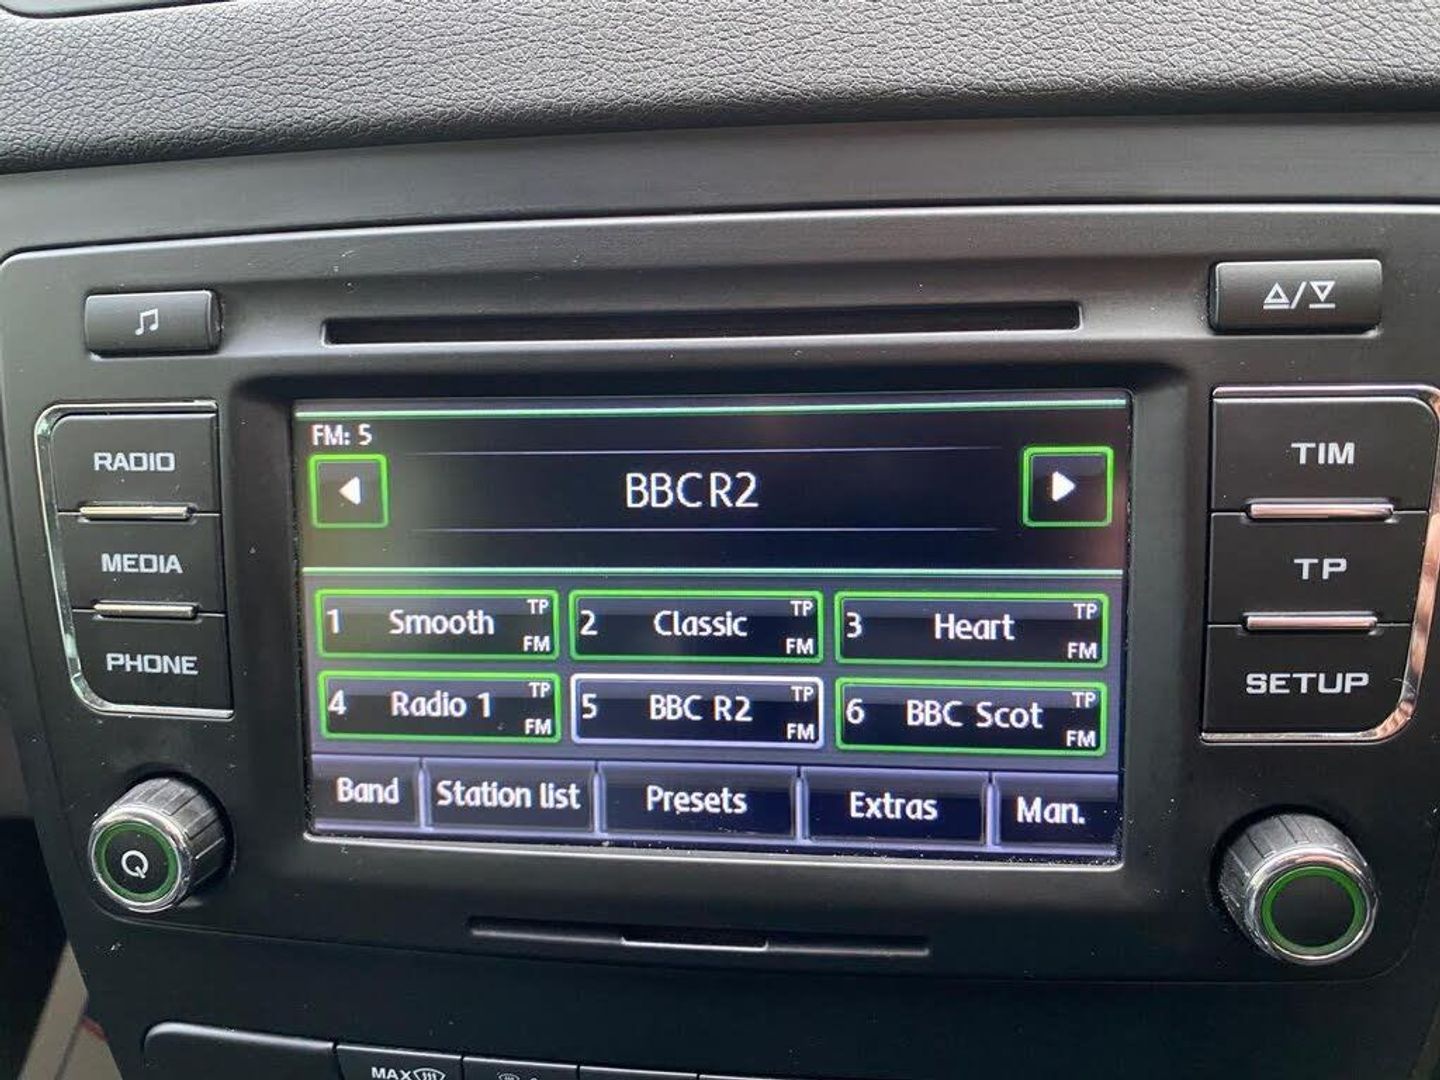 RADIO
MEDIA
PHONE
TIM
TP
SETUP
FM: 5
BBC R2
1 Smooth TP FM
2 Classic TP FM
3 Heart TP FM
4 Radio 1 TP FM
5 BBC R2 TP FM
6 BBC Scot TP FM
Band Station list Presets Extras Man.
MAX